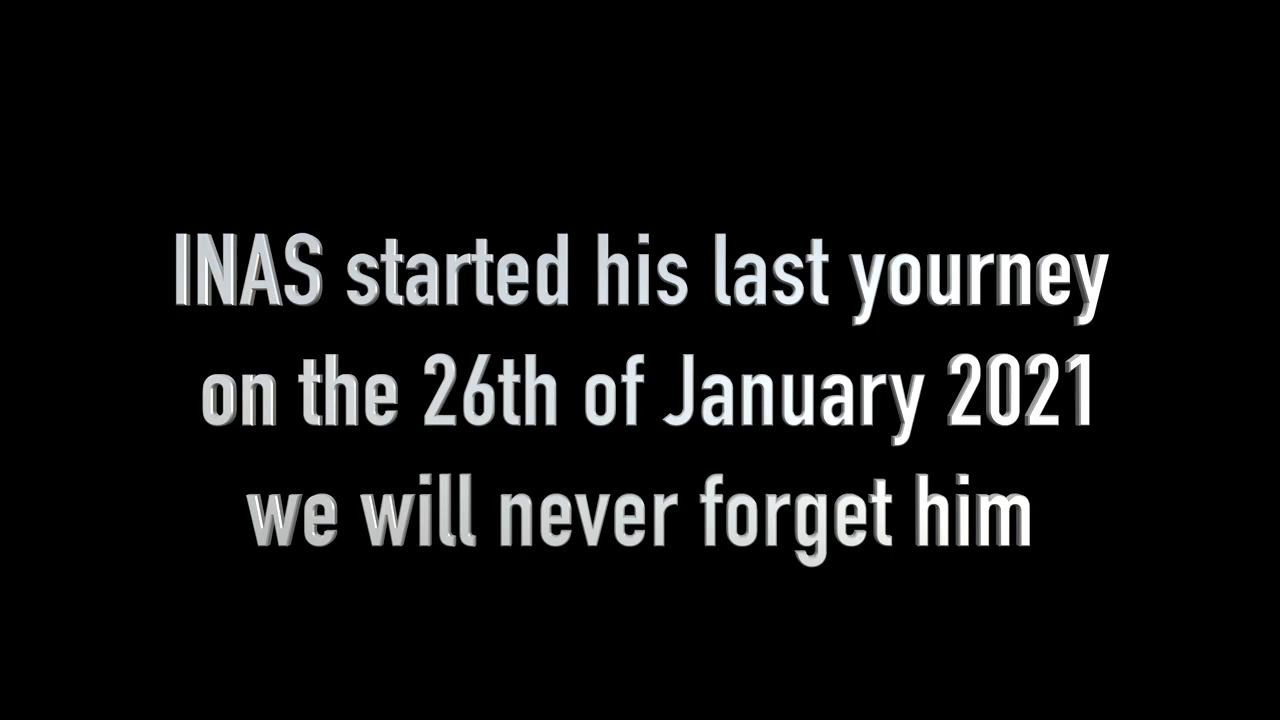 INAS started his last yourney
on the 26th of January 2021
we will never forget him